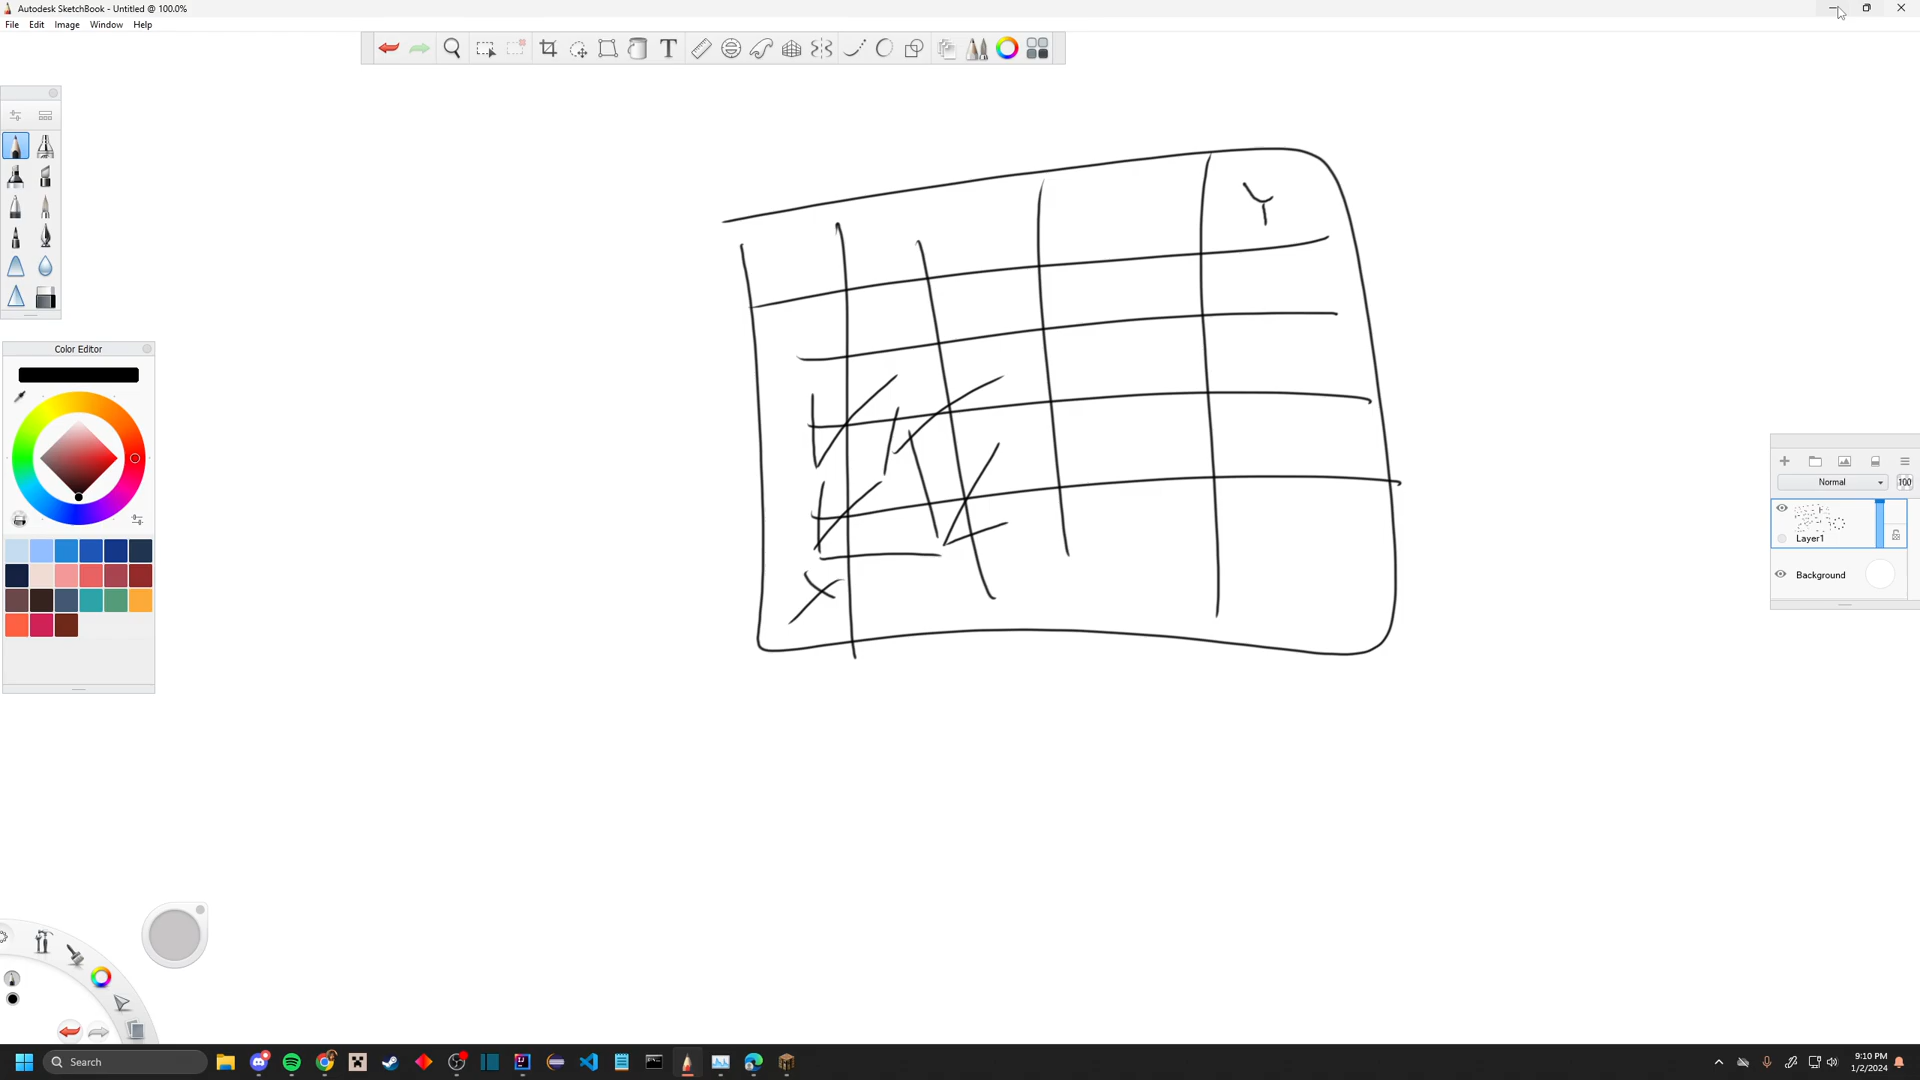 Autodesk SketchBook - Untitled @ 100.0%
File Edit Image Window Help
T
Y
Color Editor
Normal 100
Layer1
Background
X
Search
9:10 PM
1/2/2024